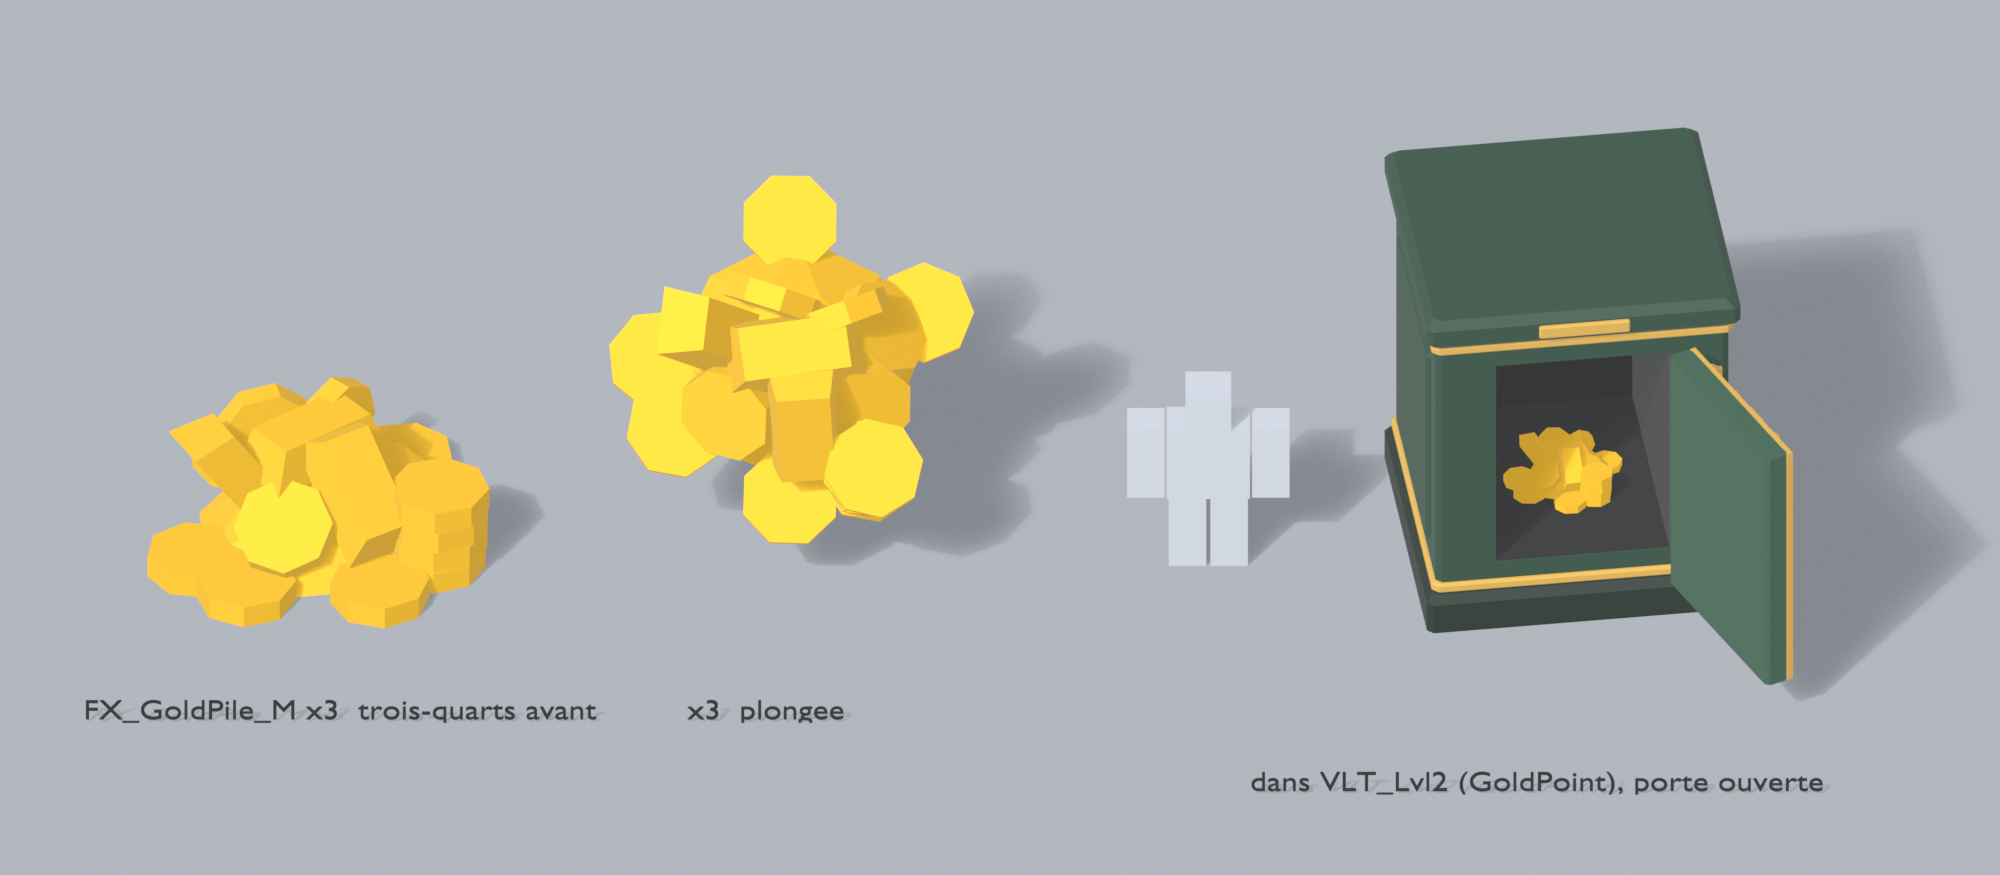 FX_GoldPile_M x3  trois-quarts avant
x3  plongee
dans VLT_Lvl2 (GoldPoint), porte ouverte